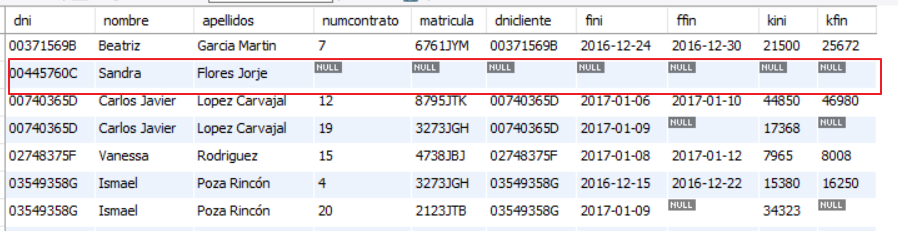 dni nombre apellidos numcontrato matricula dnicliente fini ffin kini kfin
00371569B Beatriz Garcia Martin 7 6761JYM 00371569B 2016-12-24 2016-12-30 21500 25672
00445760C Sandra Flores Jorje NULL NULL NULL NULL NULL NULL NULL
00740365D Carlos Javier Lopez Carvajal 12 8795JTK 00740365D 2017-01-06 2017-01-10 44850 46980
00740365D Carlos Javier Lopez Carvajal 19 3273JGH 00740365D 2017-01-09 NULL 17368 NULL
02748375F Vanessa Rodriguez 15 4738JBJ 02748375F 2017-01-08 2017-01-12 7965 8008
03549358G Ismael Poza Rincón 4 3273JGH 03549358G 2016-12-15 2016-12-22 15380 16250
03549358G Ismael Poza Rincón 20 2123JTB 03549358G 2017-01-09 NULL 34323 NULL